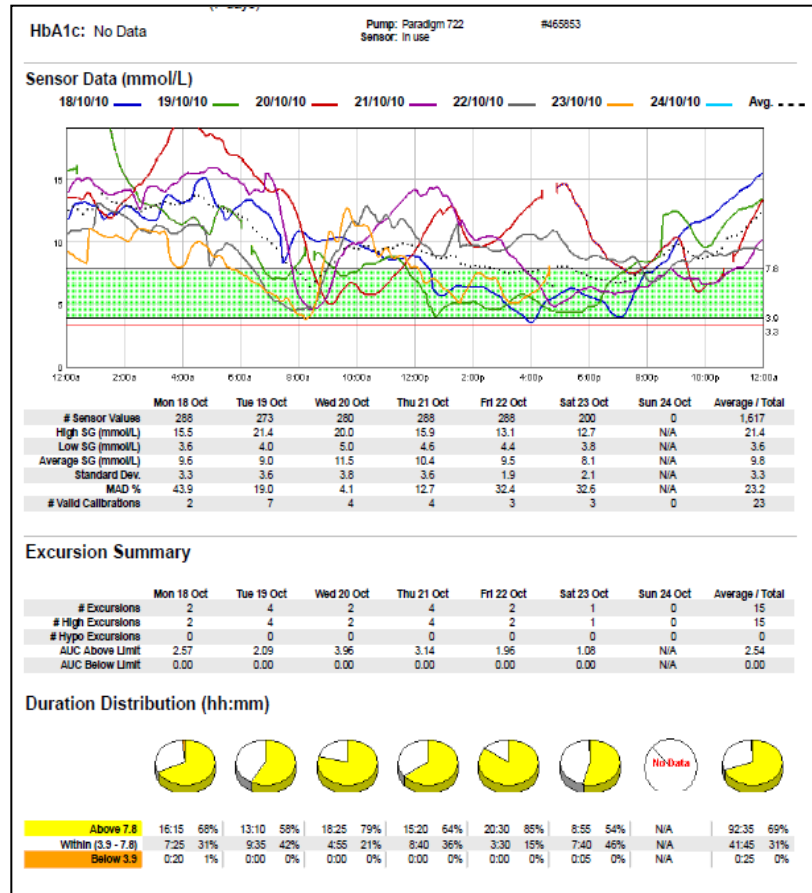 HbA1c: No Data
Pump: Paradigm 722 #465853
Sensor: In use
Sensor Data (mmol/L)
18/10/10 19/10/10 20/10/10 21/10/10 22/10/10 23/10/10 24/10/10 Avg.
15
10
7.8
5
3.9
3.3
0
12:00a 2:00a 4:00a 6:00a 8:00a 10:00a 12:00p 2:00p 4:00p 6:00p 8:00p 10:00p 12:00a
Mon 18 Oct Tue 19 Oct Wed 20 Oct Thu 21 Oct Fri 22 Oct Sat 23 Oct Sun 24 Oct Average / Total
# Sensor Values 288 273 280 288 288 200 0 1,617
High SG (mmol/L) 15.5 21.4 20.0 15.9 13.1 12.7 N/A 21.4
Low SG (mmol/L) 3.6 4.0 5.0 4.6 4.4 3.8 N/A 3.6
Average SG (mmol/L) 9.6 9.0 11.5 10.4 9.5 8.1 N/A 9.8
Standard Dev. 3.3 3.6 3.8 3.6 1.9 2.1 N/A 3.3
MAD % 43.9 19.0 4.1 12.7 32.4 32.6 N/A 23.2
# Valid Calibrations 2 7 4 4 3 3 0 23
Excursion Summary
Mon 18 Oct Tue 19 Oct Wed 20 Oct Thu 21 Oct Fri 22 Oct Sat 23 Oct Sun 24 Oct Average / Total
# Excursions 2 4 2 4 2 1 0 15
# High Excursions 2 4 2 4 2 1 0 15
# Hypo Excursions 0 0 0 0 0 0 0 0
AUC Above Limit 2.57 2.09 3.96 3.14 1.96 1.08 N/A 2.54
AUC Below Limit 0.00 0.00 0.00 0.00 0.00 0.00 N/A 0.00
Duration Distribution (hh:mm)
No Data
Above 7.8 16:15 68% 13:10 58% 18:25 79% 15:20 64% 20:30 85% 8:55 54% N/A 92:35 69%
Within (3.9 - 7.8) 7:25 31% 9:35 42% 4:55 21% 8:40 36% 3:30 15% 7:40 46% N/A 41:45 31%
Below 3.9 0:20 1% 0:00 0% 0:00 0% 0:00 0% 0:00 0% 0:05 0% N/A 0:25 0%